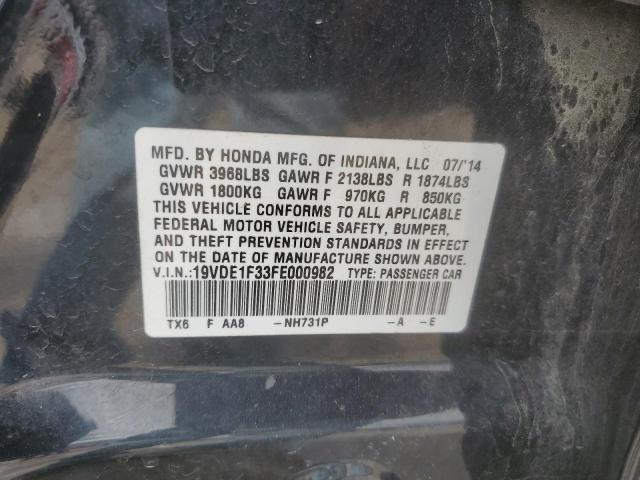 MFD. BY HONDA MFG. OF INDIANA, LLC 07/'14
GVWR 3968LBS GAWR F 2138LBS R 1874LBS
GVWR 1800KG GAWR F 970KG R 850KG
THIS VEHICLE CONFORMS TO ALL APPLICABLE
FEDERAL MOTOR VEHICLE SAFETY, BUMPER,
AND THEFT PREVENTION STANDARDS IN EFFECT
ON THE DATE OF MANUFACTURE SHOWN ABOVE.
V.I.N.:19VDE1F33FE000982 TYPE: PASSENGER CAR
TX6 F AA8 -NH731P -A -E